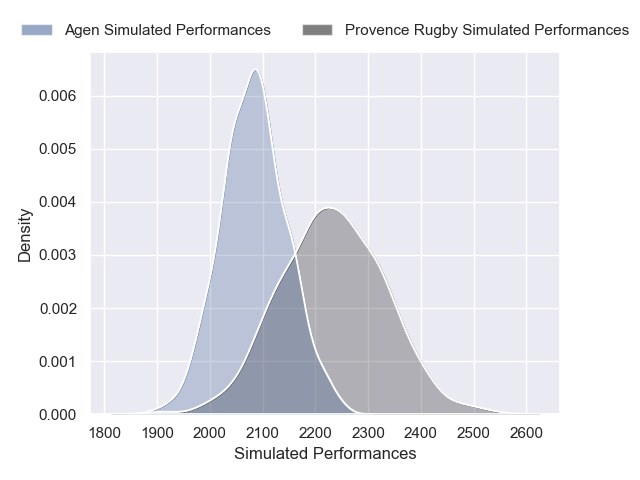 Agen Simulated Performances Provence Rugby Simulated Performances
0.006
0.005
0.004
0.003
0.002
0.001
0.000
Density
1800 1900 2000 2100 2200 2300 2400 2500 2600
Simulated Performances